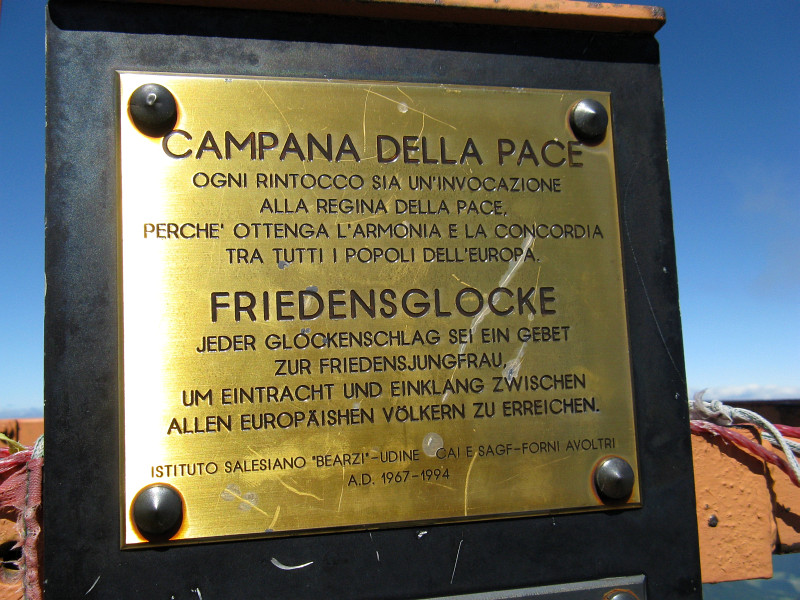 CAMPANA DELLA PACE
OGNI RINTOCCO SIA UN'INVOCAZIONE
ALLA REGINA DELLA PACE,
PERCHE' OTTENGA L'ARMONIA E LA CONCORDIA
TRA TUTTI I POPOLI DELL'EUROPA.
FRIEDENSGLOCKE
JEDER GLOCKENSCHLAG SEI EIN GEBET
ZUR FRIEDENSJUNGFRAU,
UM EINTRACHT UND EINKLANG ZWISCHEN
ALLEN EUROPÄISHEN VÖLKERN ZU ERREICHEN.
ISTITUTO SALESIANO "BEARZI"-UDINE CAI E SAGF-FORNI AVOLTRI
A.D. 1967-1994